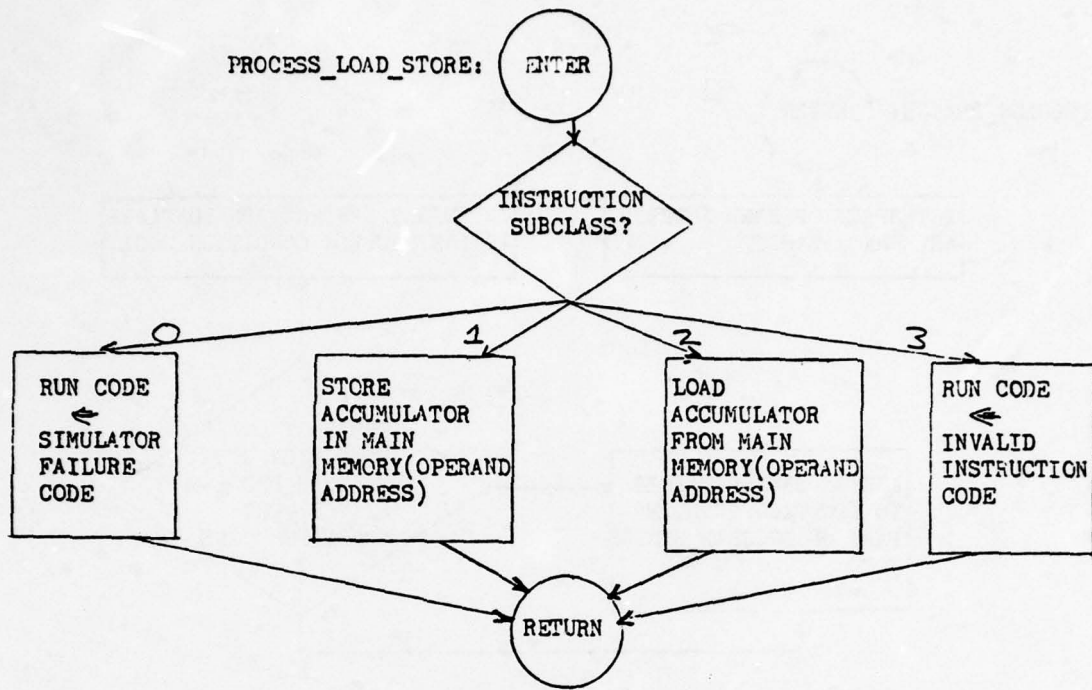 PROCESS_LOAD_STORE:
ENTER
INSTRUCTION
SUBCLASS?
0
1
2
3
RUN CODE
←
SIMULATOR
FAILURE
CODE
STORE
ACCUMULATOR
IN MAIN
MEMORY(OPERAND
ADDRESS)
LOAD
ACCUMULATOR
FROM MAIN
MEMORY(OPERAND
ADDRESS)
RUN CODE
←
INVALID
INSTRUCTION
CODE
RETURN